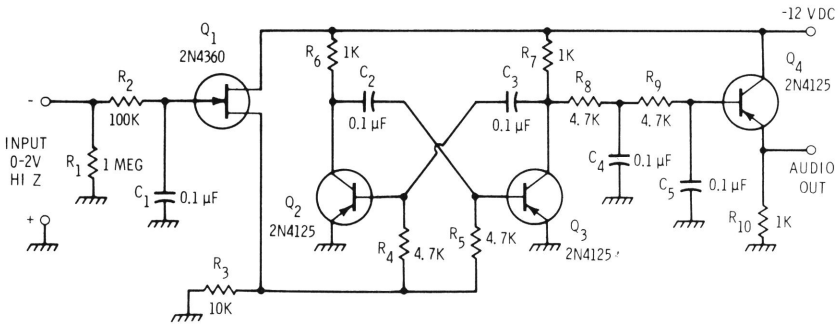 -12 VDC
Q1
2N4360
R6
1K
R7
1K
Q4
2N4125
R2
100K
C2
0.1 µF
C3
0.1 µF
R8
4.7K
R9
4.7K
-
INPUT
0-2V
HI Z
+
R1
1 MEG
C1
0.1 µF
C4
0.1 µF
C5
0.1 µF
AUDIO
OUT
Q2
2N4125
R4
4.7K
R5
4.7K
Q3
2N4125
R10
1K
R3
10K